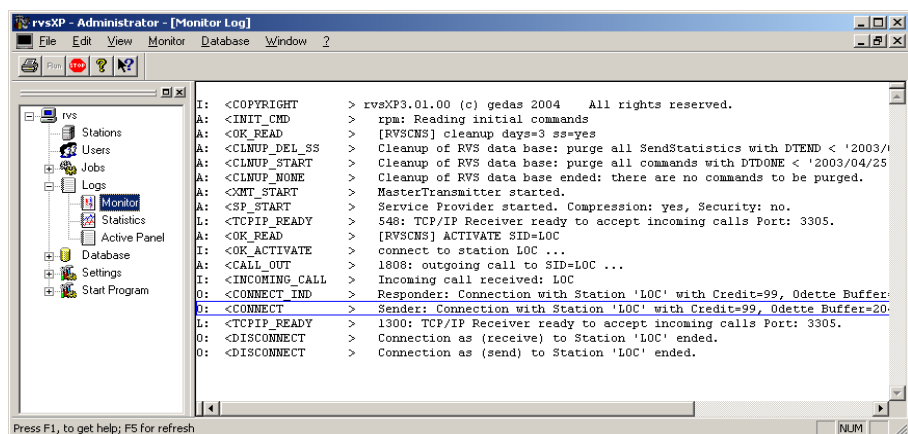 rvsXP - Administrator - [Monitor Log]
File Edit View Monitor Database Window ?
Run STOP ? ?
rvs
Stations
Users
Jobs
Logs
Monitor
Statistics
Active Panel
Database
Settings
Start Program
I: <COPYRIGHT > rvsXP3.01.00 (c) gedas 2004 All rights reserved.
A: <INIT_CMD > rpm: Reading initial commands
A: <OK_READ > [RVSCNS] cleanup days=3 ss=yes
A: <CLNUP_DEL_SS > Cleanup of RVS data base: purge all SendStatistics with DTEND < '2003/
A: <CLNUP_START > Cleanup of RVS data base: purge all commands with DTDONE < '2003/04/25
A: <CLNUP_NONE > Cleanup of RVS data base ended: there are no commands to be purged.
A: <XMT_START > MasterTransmitter started.
A: <SP_START > Service Provider started. Compression: yes, Security: no.
L: <TCPIP_READY > 548: TCP/IP Receiver ready to accept incoming calls Port: 3305.
A: <OK_READ > [RVSCNS] ACTIVATE SID=LOC
I: <OK_ACTIVATE > connect to station LOC ...
A: <CALL_OUT > 1808: outgoing call to SID=LOC ...
I: <INCOMING_CALL > Incoming call received: LOC
O: <CONNECT_IND > Responder: Connection with Station 'LOC' with Credit=99, Odette Buffer
O: <CONNECT > Sender: Connection with Station 'LOC' with Credit=99, Odette Buffer=20
L: <TCPIP_READY > 1300: TCP/IP Receiver ready to accept incoming calls Port: 3305.
O: <DISCONNECT > Connection as (receive) to Station 'LOC' ended.
O: <DISCONNECT > Connection as (send) to Station 'LOC' ended.
Press F1, to get help; F5 for refresh
NUM